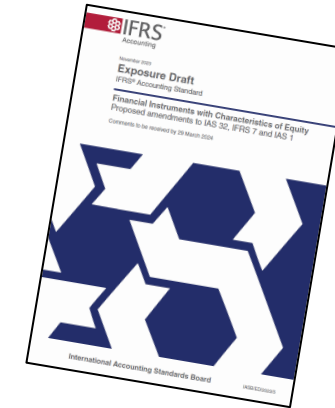 IFRS
Accounting
November 2023
Exposure Draft
IFRS® Accounting Standard
Financial Instruments with Characteristics of Equity
Proposed amendments to IAS 32, IFRS 7 and IAS 1
Comments to be received by 29 March 2024
International Accounting Standards Board